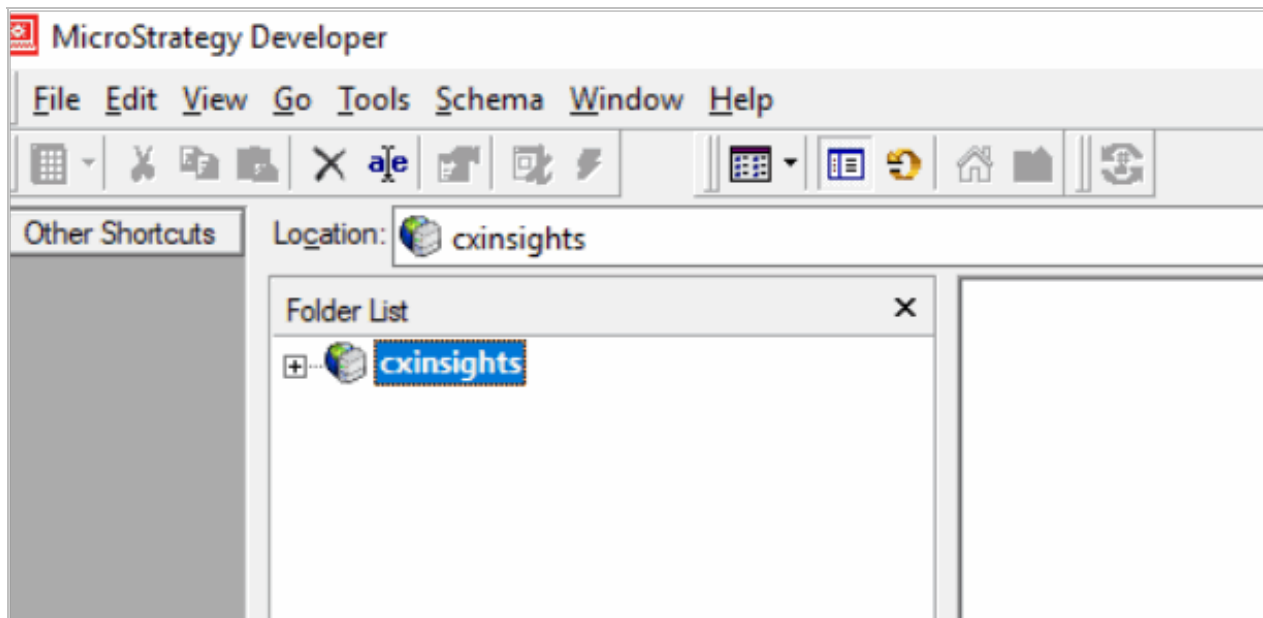 MicroStrategy Developer
File Edit View Go Tools Schema Window Help
Other Shortcuts
Location: cxinsights
Folder List
cxinsights